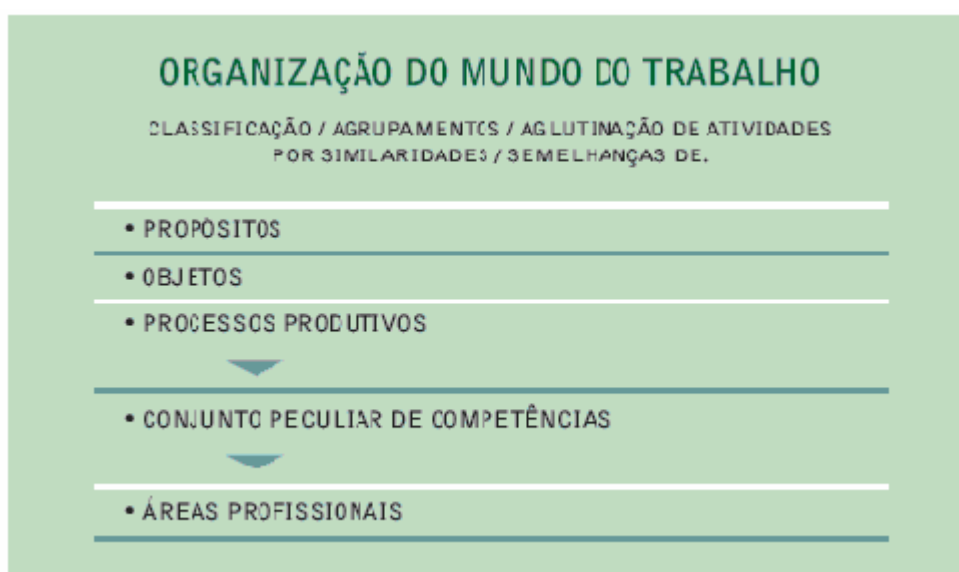 ORGANIZAÇÃO DO MUNDO DO TRABALHO
CLASSIFICAÇÃO / AGRUPAMENTOS / AGLUTINAÇÃO DE ATIVIDADES
POR SIMILARIDADES / SEMELHANÇAS DE.
• PROPÓSITOS
• OBJETOS
• PROCESSOS PRODUTIVOS
• CONJUNTO PECULIAR DE COMPETÊNCIAS
• ÁREAS PROFISSIONAIS